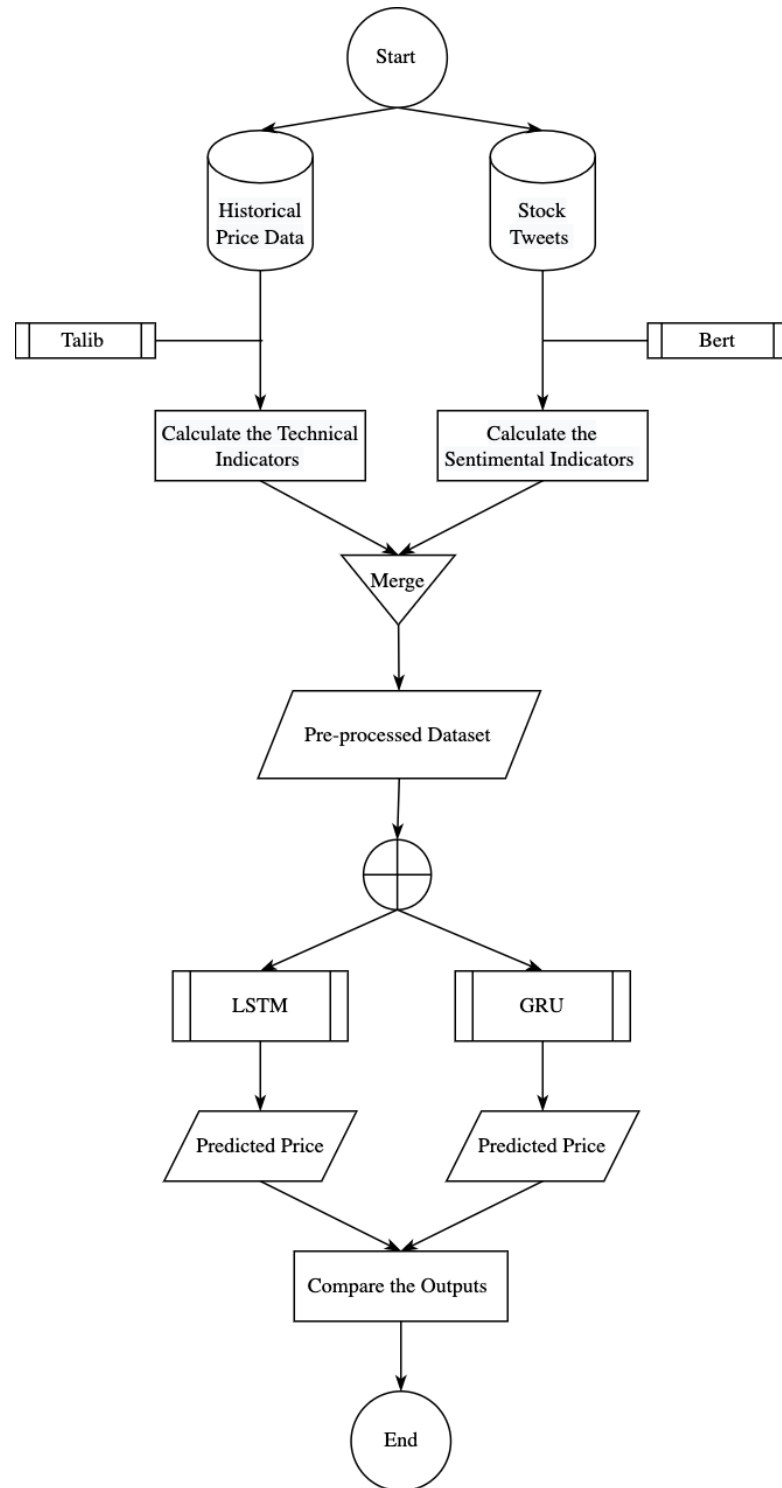 Start
Historical
Price Data
Stock
Tweets
Talib
Bert
Calculate the Technical
Indicators
Calculate the
Sentimental Indicators
Merge
Pre-processed Dataset
LSTM
GRU
Predicted Price
Predicted Price
Compare the Outputs
End